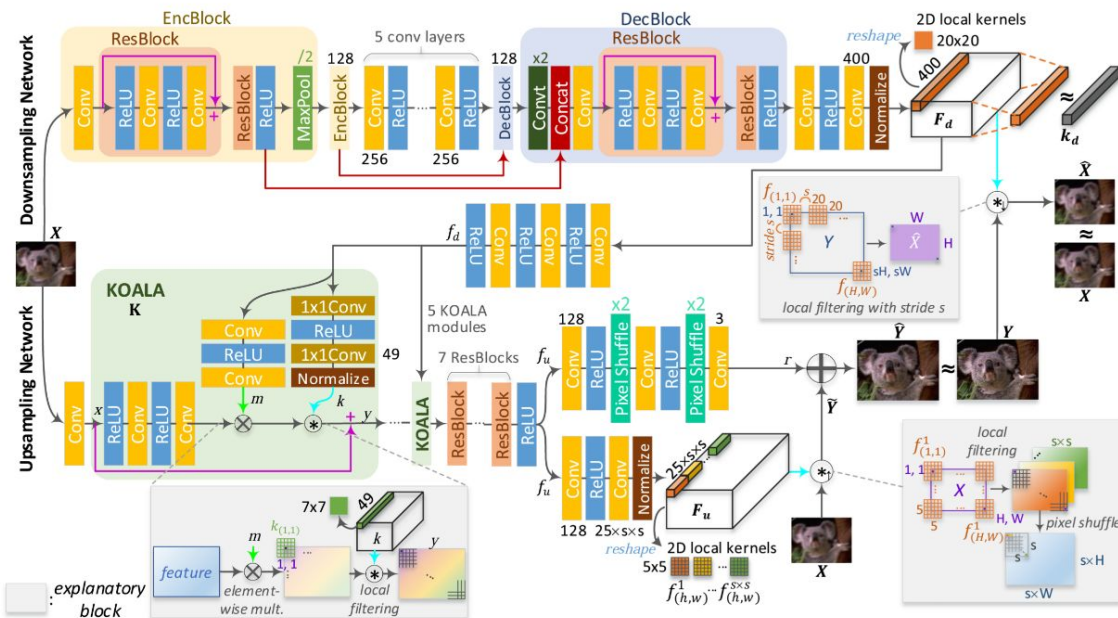 Downsampling Network
EncBlock
ResBlock
Conv
ReLU
Conv
ReLU
Conv
ReLU
Conv
+
ResBlock
ReLU
/2
MaxPool
128
EncBlock
5 conv layers
Conv
ReLU
256
...
Conv
ReLU
256
128
DecBlock
DecBlock
ResBlock
x2
Convt
Concat
Conv
ReLU
Conv
ReLU
Conv
+
ResBlock
ReLU
Conv
ReLU
400
Conv
Normalize
2D local kernels
reshape
20x20
400
F_d
≈
k_d
X
Upsampling Network
KOALA
K
Conv
x
ReLU
Conv
ReLU
Conv
Conv
ReLU
Conv
m
1x1Conv
ReLU
1x1Conv
49
Normalize
k
+
y
f_d
ReLU
Conv
ReLU
Conv
ReLU
Conv
5 KOALA
modules
KOALA
7 ResBlocks
ResBlock
ResBlock
ReLU
f_u
128
Conv
ReLU
x2
Pixel Shuffle
Conv
ReLU
x2
Pixel Shuffle
3
Conv
r
f_u
Conv
ReLU
Conv
Normalize
128
25×s×s
25×s×s
F_u
reshape
2D local kernels
5x5
f^1_(h,w) ... f^{s×s}_(h,w)
X
Ỹ
Ŷ
≈
Y
X̂
≈
X
f_(1,1)
s
20
20
1, 1
stride s
Y
sH, sW
f_(H,W)
W
H
X̂
local filtering with stride s
f^1_(1,1)
local
filtering
s×s
1, 1
X
H, W
5
5
f^1_(H,W)
pixel shuffle
s
s
s×H
s×W
7x7
49
k
k_(1,1)
m
1, 1
y
feature
element-
wise mult.
local
filtering
: explanatory
block